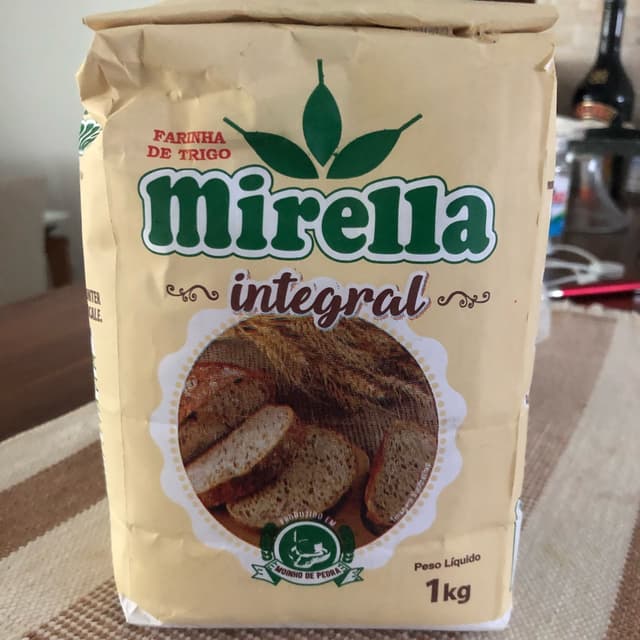 FARINHA
DE TRIGO
mirella
integral
PRODUZIDO EM
MOINHO DE PEDRA
Peso Líquido
1kg